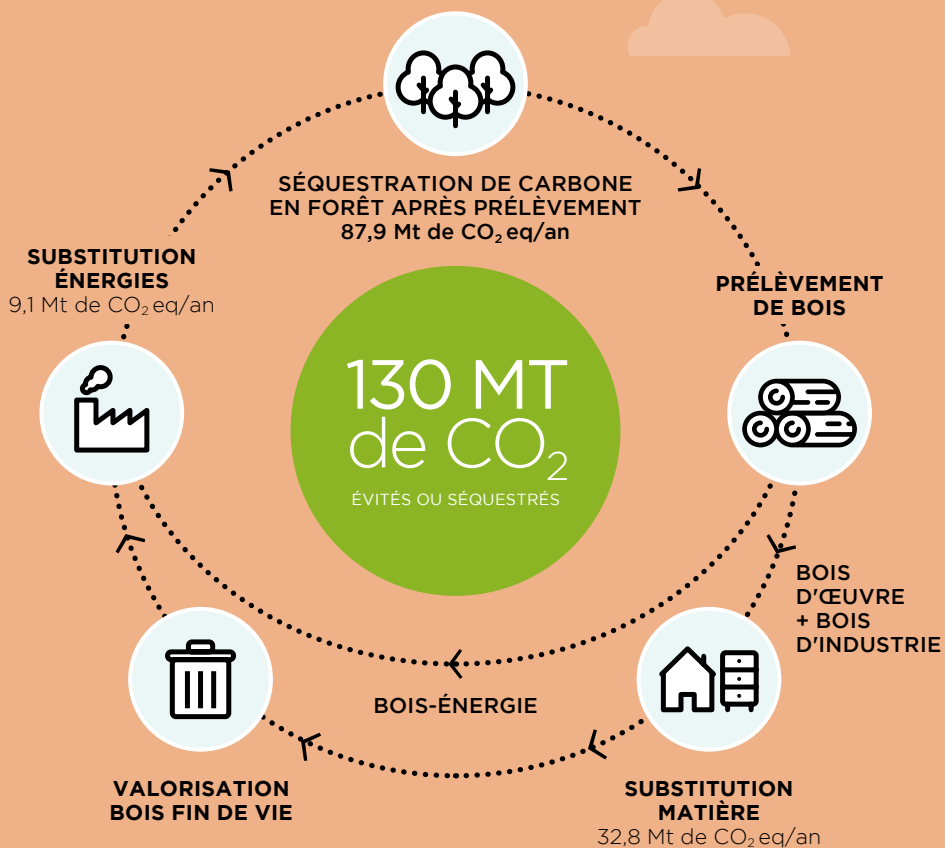 SÉQUESTRATION DE CARBONE
EN FORÊT APRÈS PRÉLÈVEMENT
87,9 Mt de CO₂ eq/an
SUBSTITUTION
ÉNERGIES
9,1 Mt de CO₂ eq/an
PRÉLÈVEMENT
DE BOIS
130 MT
de CO₂
ÉVITÉS OU SÉQUESTRÉS
BOIS
D'ŒUVRE
+ BOIS
D'INDUSTRIE
BOIS-ÉNERGIE
VALORISATION
BOIS FIN DE VIE
SUBSTITUTION
MATIÈRE
32,8 Mt de CO₂ eq/an